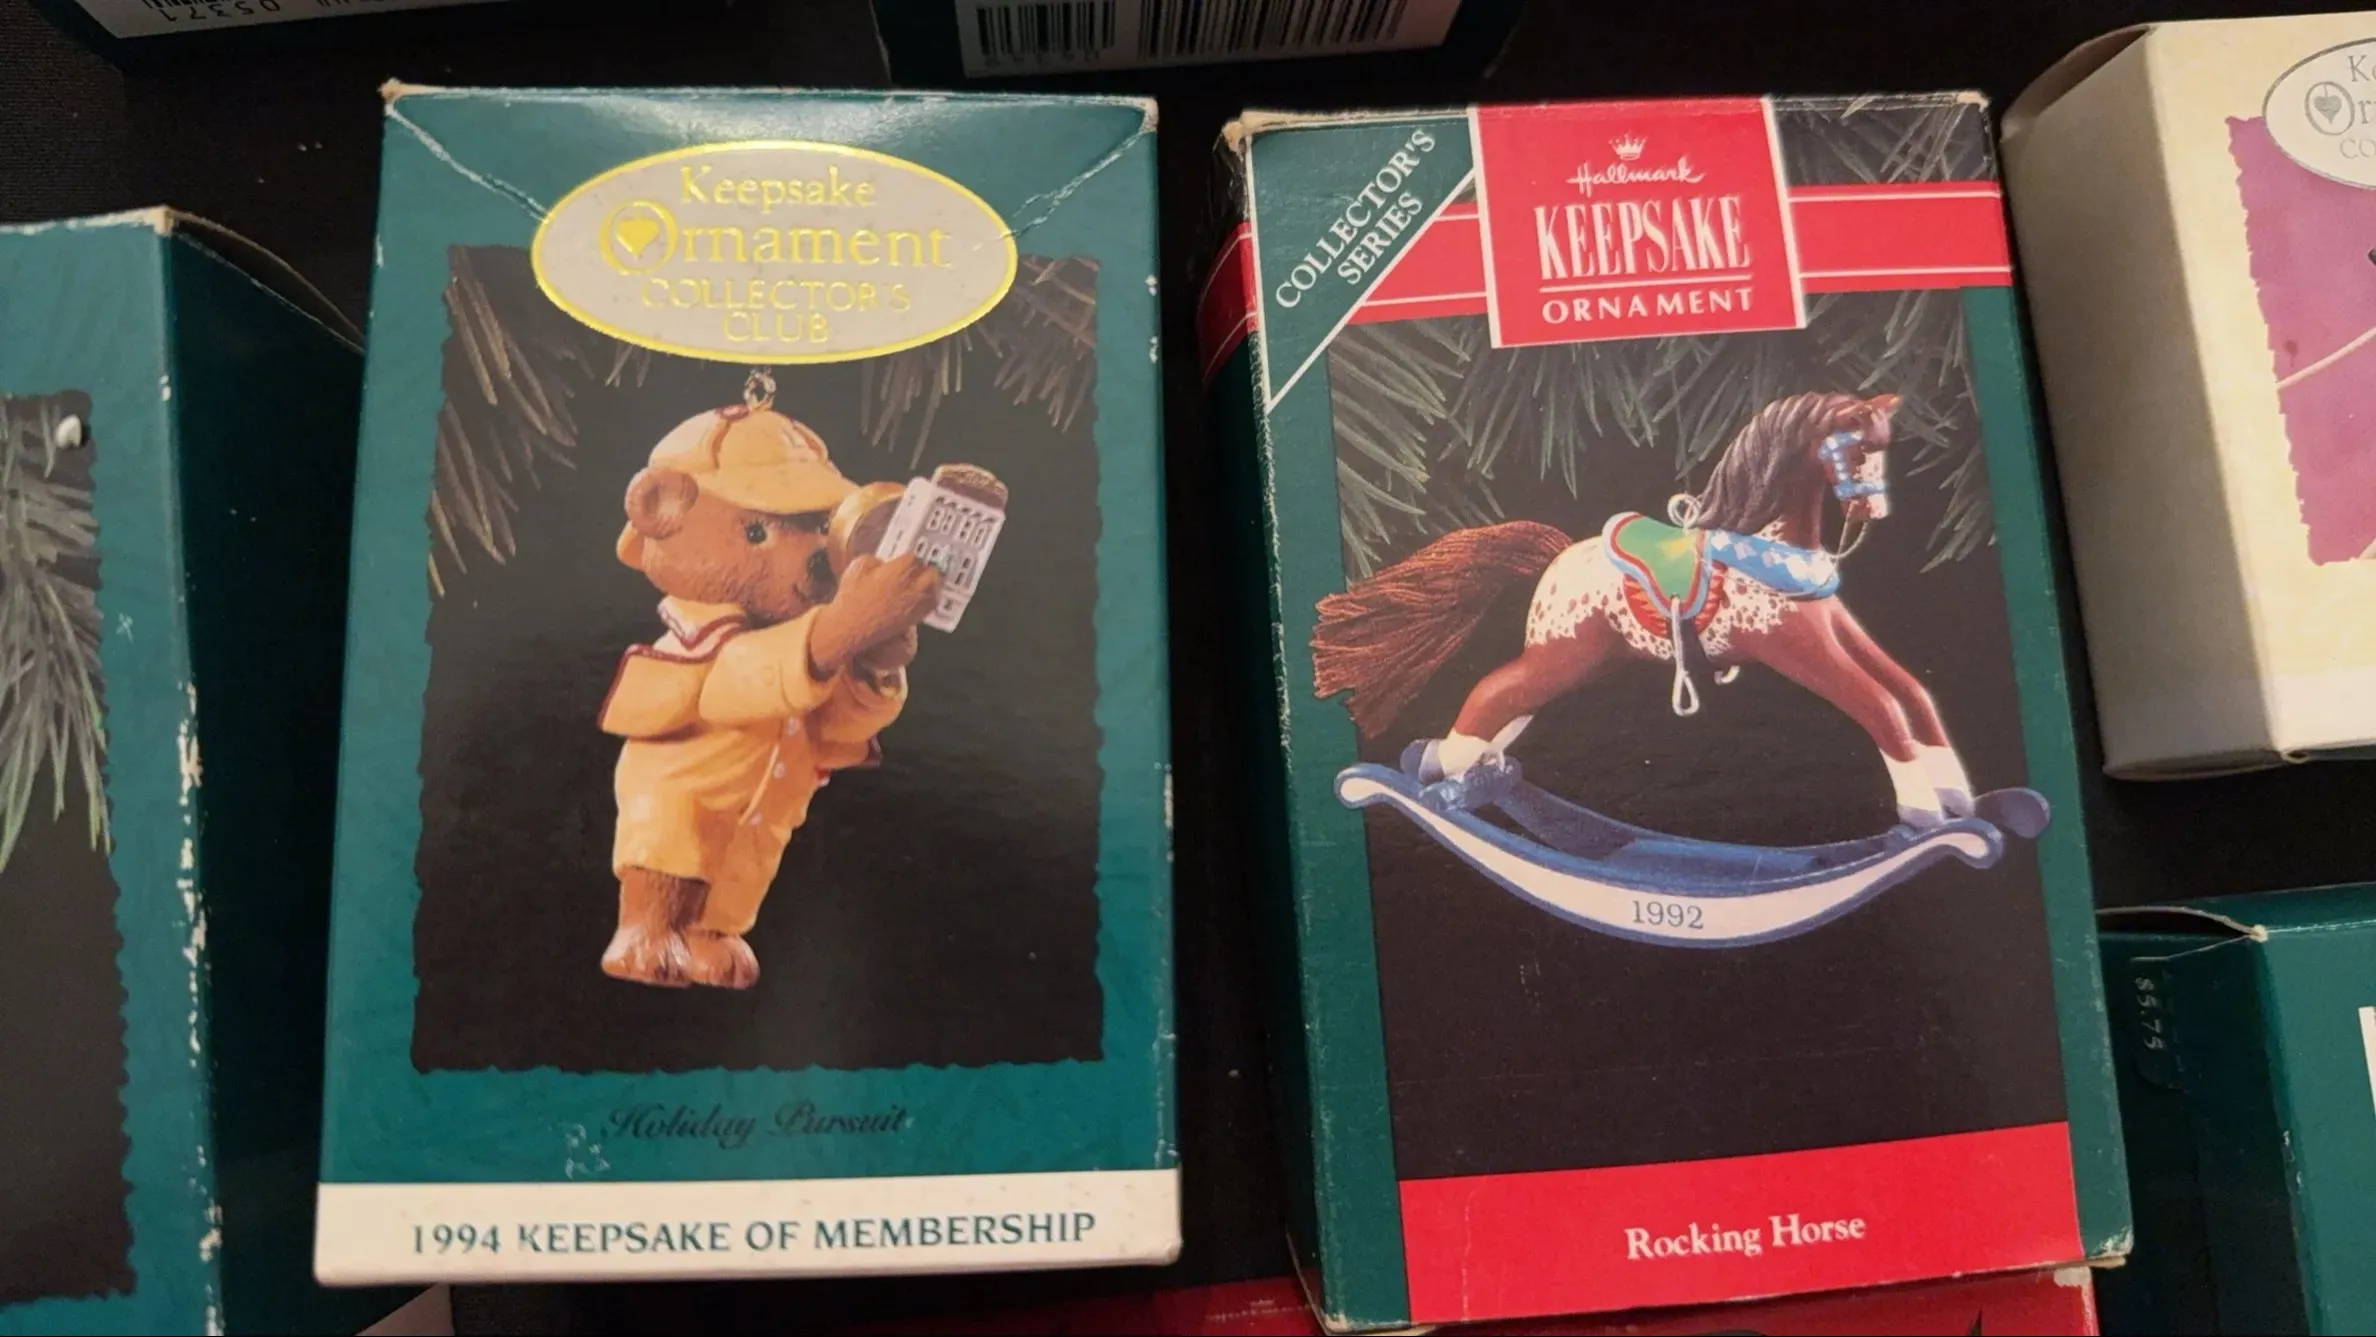 05371
Keepsake
Ornament
COLLECTOR'S
CLUB
Holiday Pursuit
1994 KEEPSAKE OF MEMBERSHIP
COLLECTOR'S
SERIES
Hallmark
KEEPSAKE
ORNAMENT
1992
Rocking Horse
$5.75